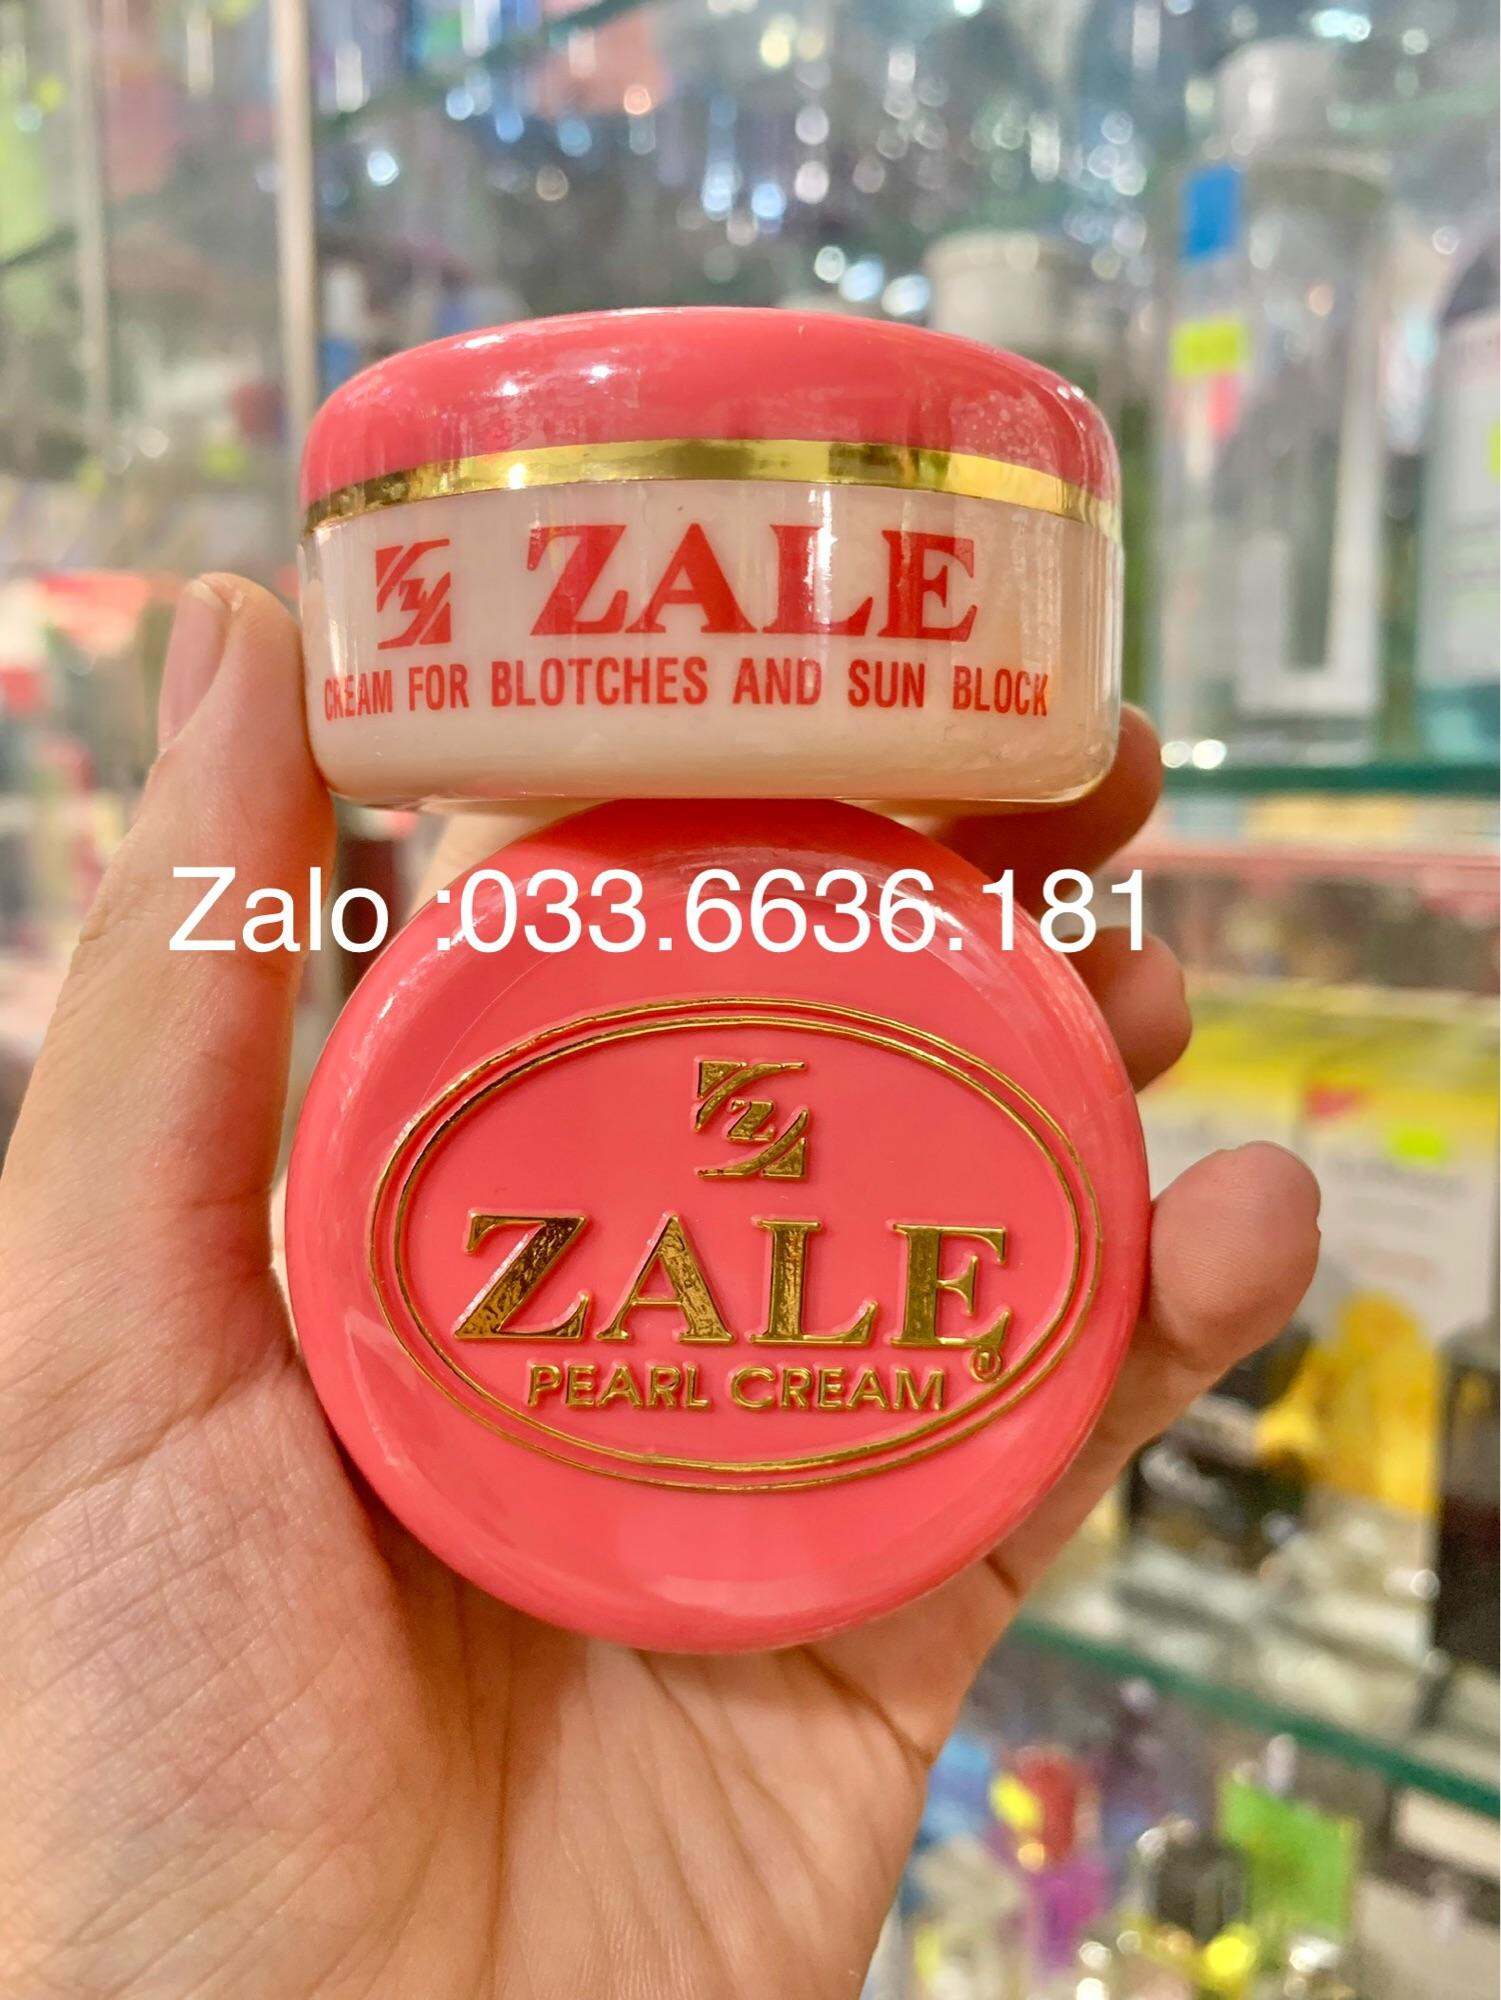 ZALE
CREAM FOR BLOTCHES AND SUN BLOCK
Zalo :033.6636.181
Z
ZALE
PEARL CREAM